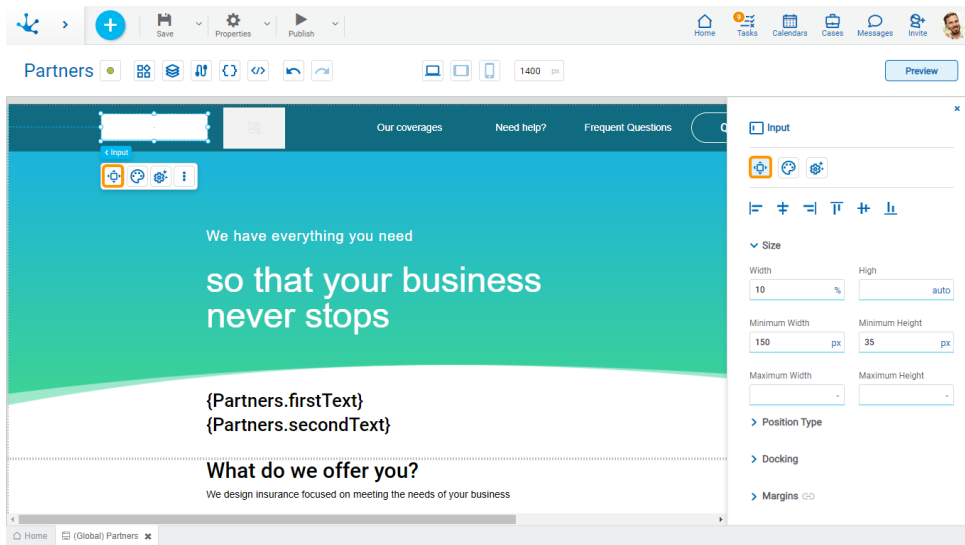 Save
Properties
Publish
Home
9
Tasks
Calendars
Cases
Messages
Invite
Partners
1400 px
Preview
Our coverages
Need help?
Frequent Questions
Q
< Input
We have everything you need
so that your business
never stops
{Partners.firstText}
{Partners.secondText}
What do we offer you?
We design insurance focused on meeting the needs of your business
Input
Size
Width
High
10 %
auto
Minimum Width
Minimum Height
150 px
35 px
Maximum Width
Maximum Height
-
-
Position Type
Docking
Margins
Home
(Global) Partners